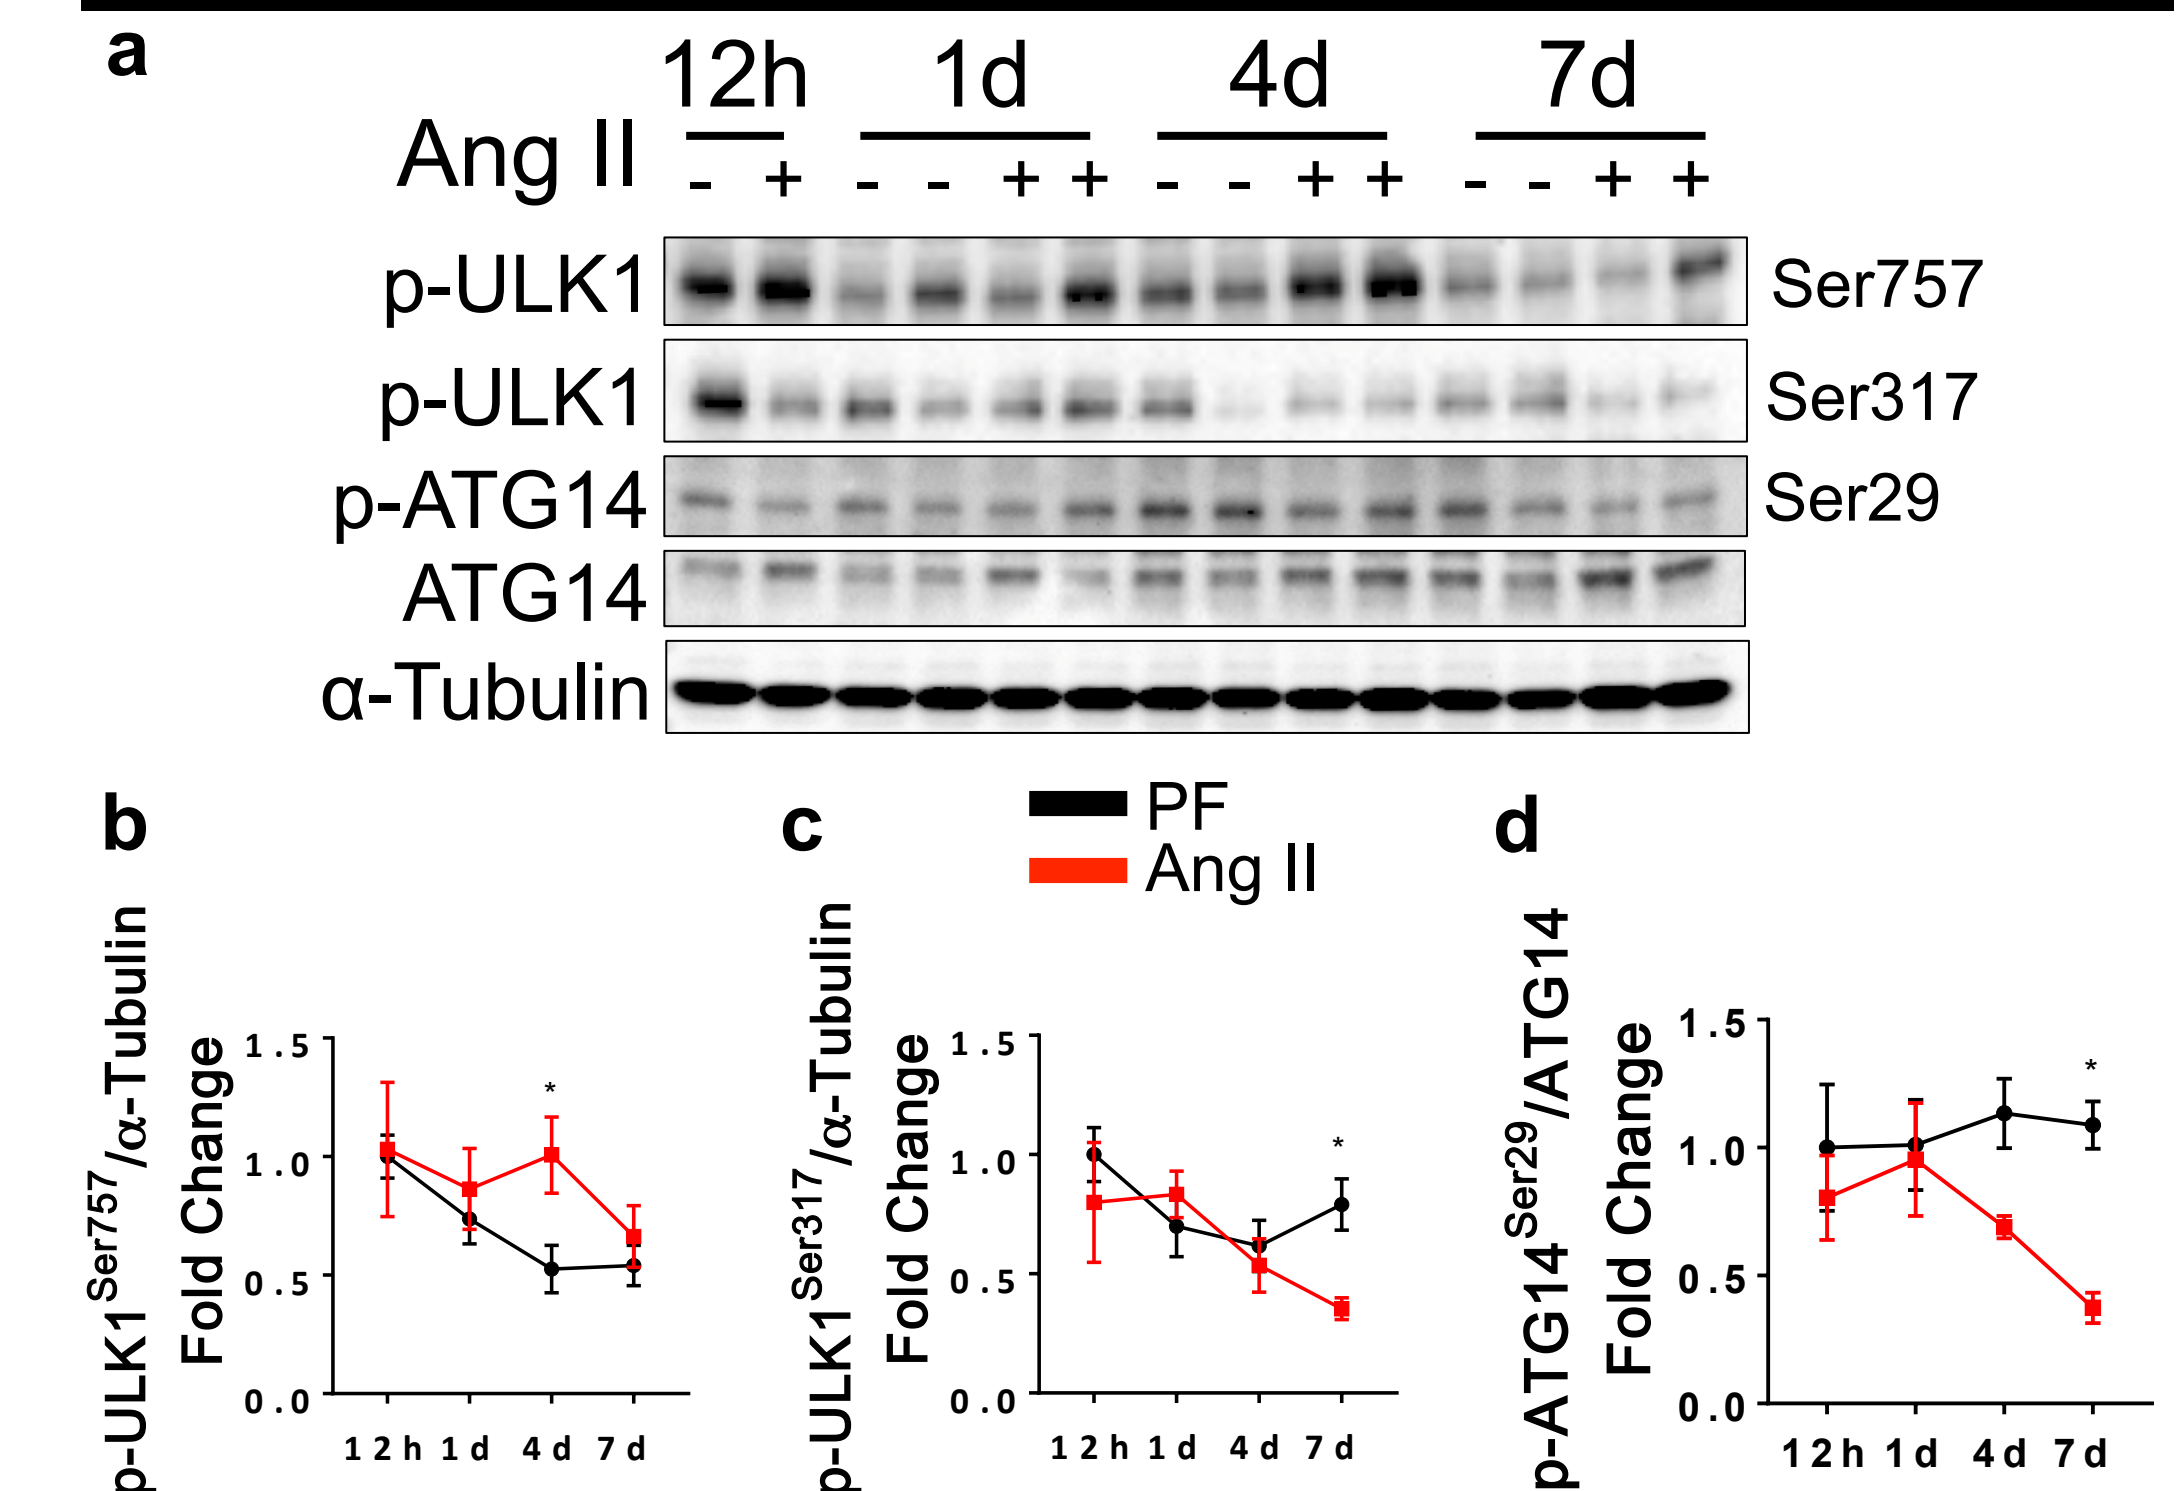 a
12h 1d 4d 7d
Ang II - + - - + + - - + + - - + +
p-ULK1 Ser757
p-ULK1 Ser317
p-ATG14 Ser29
ATG14
α-Tubulin
PF
Ang II
b
p-ULK1Ser757/α-Tubulin
Fold Change
1.5
*
1.0
0.5
0.0
12h 1d 4d 7d
c
p-ULK1Ser317/α-Tubulin
Fold Change
1.5
*
1.0
0.5
0.0
12h 1d 4d 7d
d
p-ATG14Ser29/ATG14
Fold Change
1.5
*
1.0
0.5
0.0
12h 1d 4d 7d